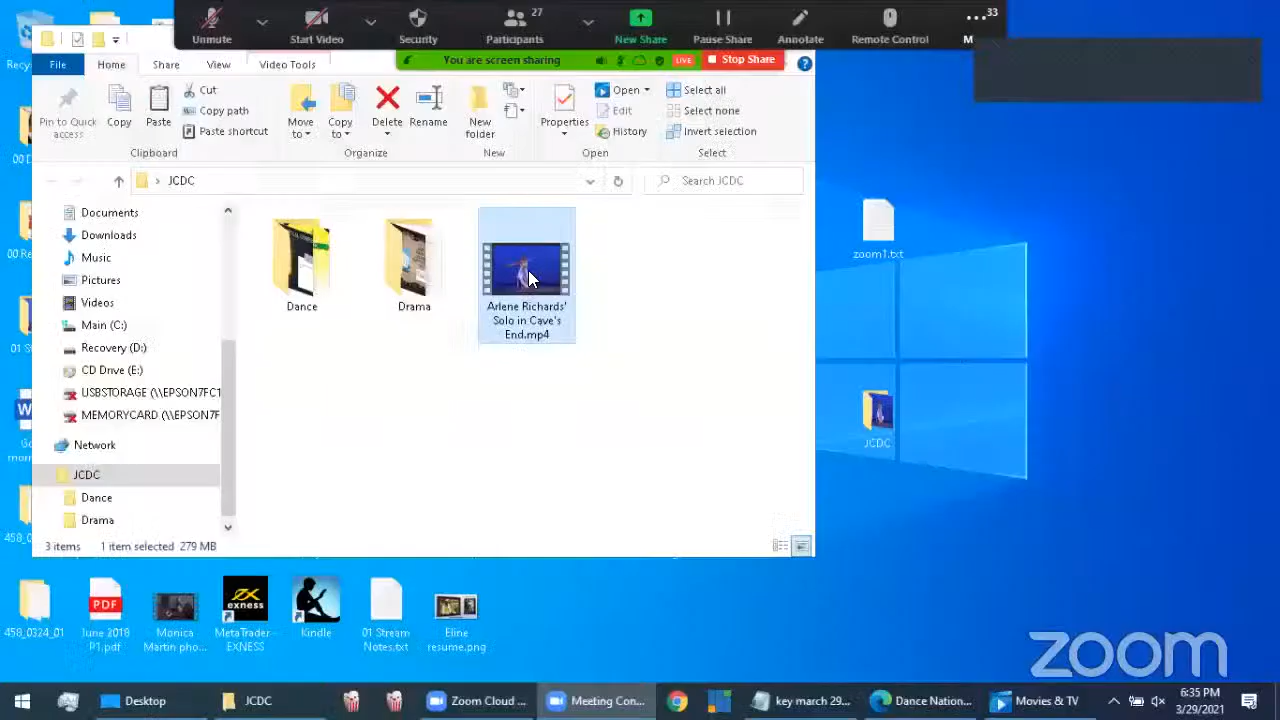 33
27
Unmute
Start Video
Security
Participants
New Share
Pause Share
Annotate
Remote Control
You are screen sharing
LIVE
Stop Share
File
Home
Share
View
Video Tools
Pin to Quick
access
Copy
Paste
Cut
Copy path
Paste shortcut
Move
to
Copy
to
Delete
Rename
New
folder
Properties
Open
Edit
History
Select all
Select none
Invert selection
Clipboard
Organize
New
Open
Select
JCDC
Search JCDC
Documents
Downloads
Music
Pictures
Videos
Main (C:)
Recovery (D:)
CD Drive (E:)
USBSTORAGE (\\EPSON7FC1
MEMORYCARD (\\EPSON7F
Network
JCDC
Dance
Drama
Dance
Drama
Arlene Richards'
Solo in Cave's
End.mp4
3 items
1 item selected 279 MB
zoom1.txt
JCDC
458_0324_01
PDF
June 2018
P1.pdf
Monica
Martin pho...
exness
MetaTrader -
EXNESS
Kindle
01 Stream
Notes.txt
Eline
resume.png
zoom
Desktop
JCDC
Zoom Cloud ...
Meeting Con...
key march 29...
Dance Nation...
Movies & TV
6:35 PM
3/29/2021